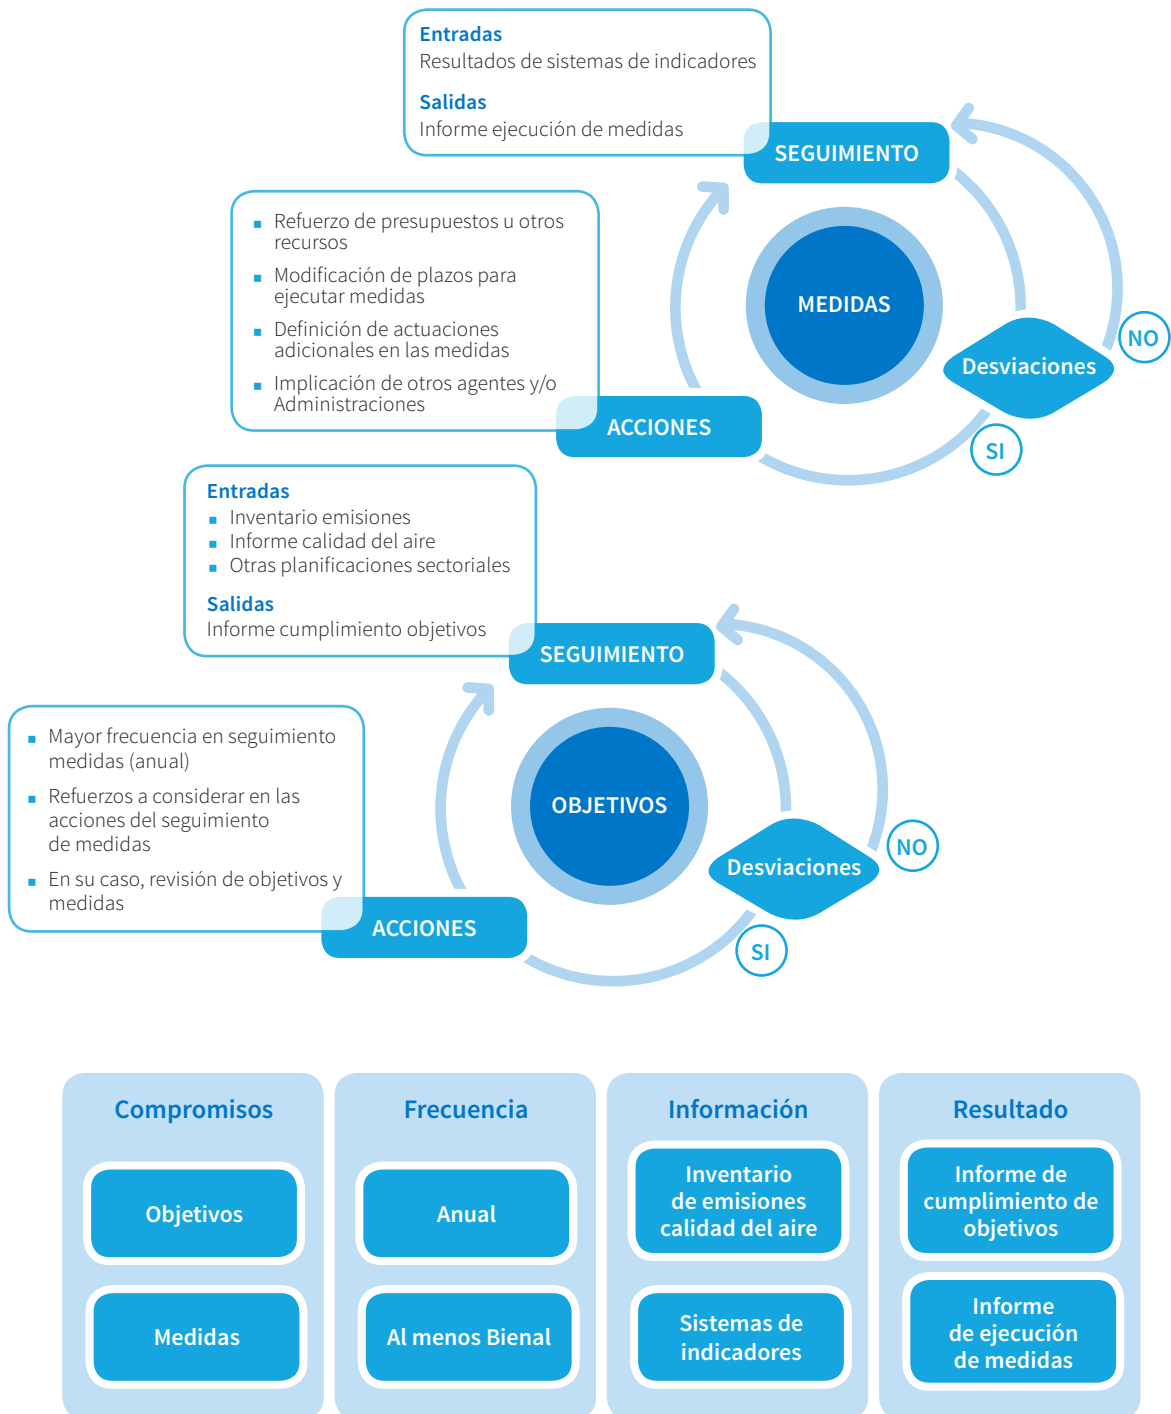 Entradas
Resultados de sistemas de indicadores
Salidas
Informe ejecución de medidas
SEGUIMIENTO
▪ Refuerzo de presupuestos u otros
recursos
▪ Modificación de plazos para
ejecutar medidas
▪ Definición de actuaciones
adicionales en las medidas
▪ Implicación de otros agentes y/o
Administraciones
MEDIDAS
NO
Desviaciones
ACCIONES
SI
Entradas
▪ Inventario emisiones
▪ Informe calidad del aire
▪ Otras planificaciones sectoriales
Salidas
Informe cumplimiento objetivos
SEGUIMIENTO
▪ Mayor frecuencia en seguimiento
medidas (anual)
▪ Refuerzos a considerar en las
acciones del seguimiento
de medidas
▪ En su caso, revisión de objetivos y
medidas
OBJETIVOS
NO
Desviaciones
ACCIONES
SI
Compromisos
Objetivos
Medidas
Frecuencia
Anual
Al menos Bienal
Información
Inventario
de emisiones
calidad del aire
Sistemas de
indicadores
Resultado
Informe de
cumplimiento de
objetivos
Informe
de ejecución
de medidas